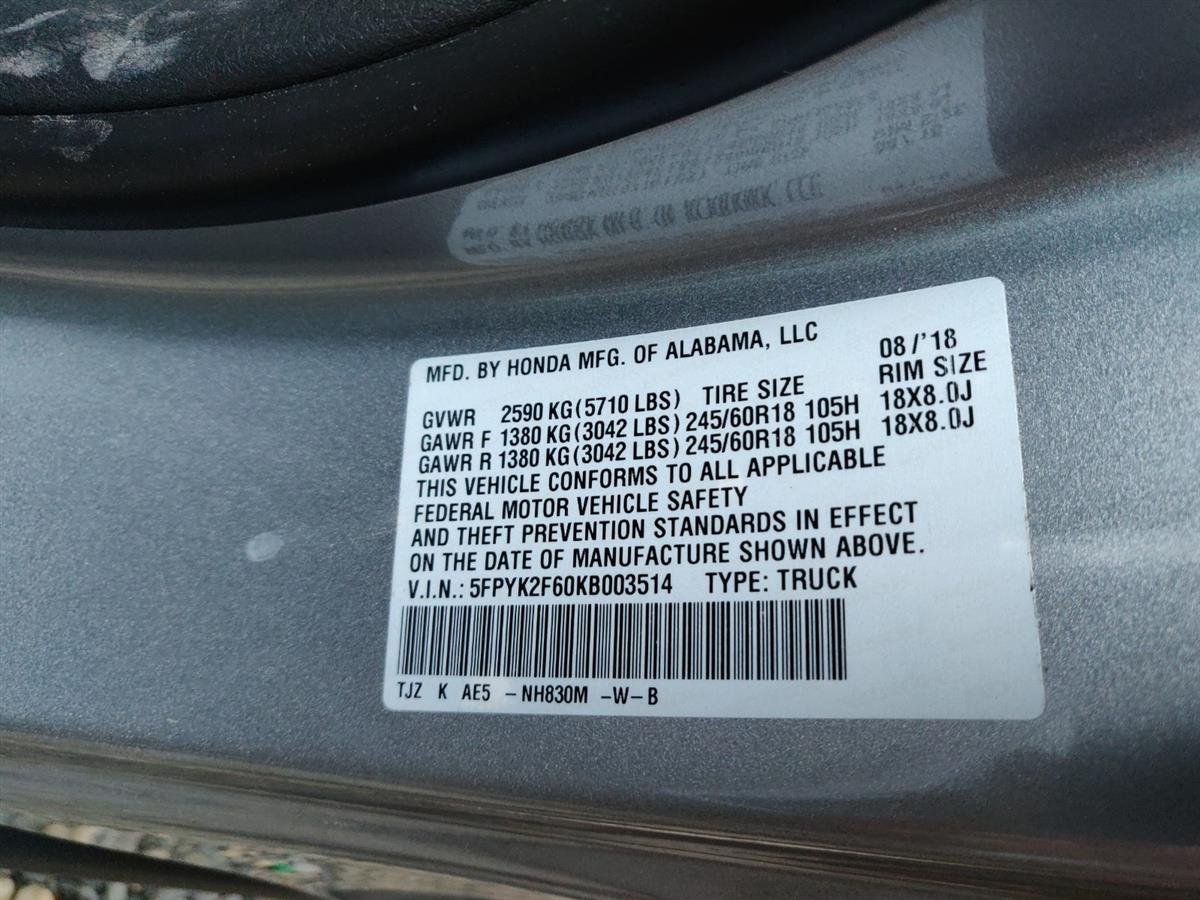 MFD. BY HONDA MFG. OF ALABAMA, LLC 08/'18
GVWR 2590 KG(5710 LBS) TIRE SIZE RIM SIZE
GAWR F 1380 KG(3042 LBS) 245/60R18 105H 18X8.0J
GAWR R 1380 KG(3042 LBS) 245/60R18 105H 18X8.0J
THIS VEHICLE CONFORMS TO ALL APPLICABLE
FEDERAL MOTOR VEHICLE SAFETY
AND THEFT PREVENTION STANDARDS IN EFFECT
ON THE DATE OF MANUFACTURE SHOWN ABOVE.
V.I.N.: 5FPYK2F60KB003514 TYPE: TRUCK
TJZ K AE5 -NH830M -W-B